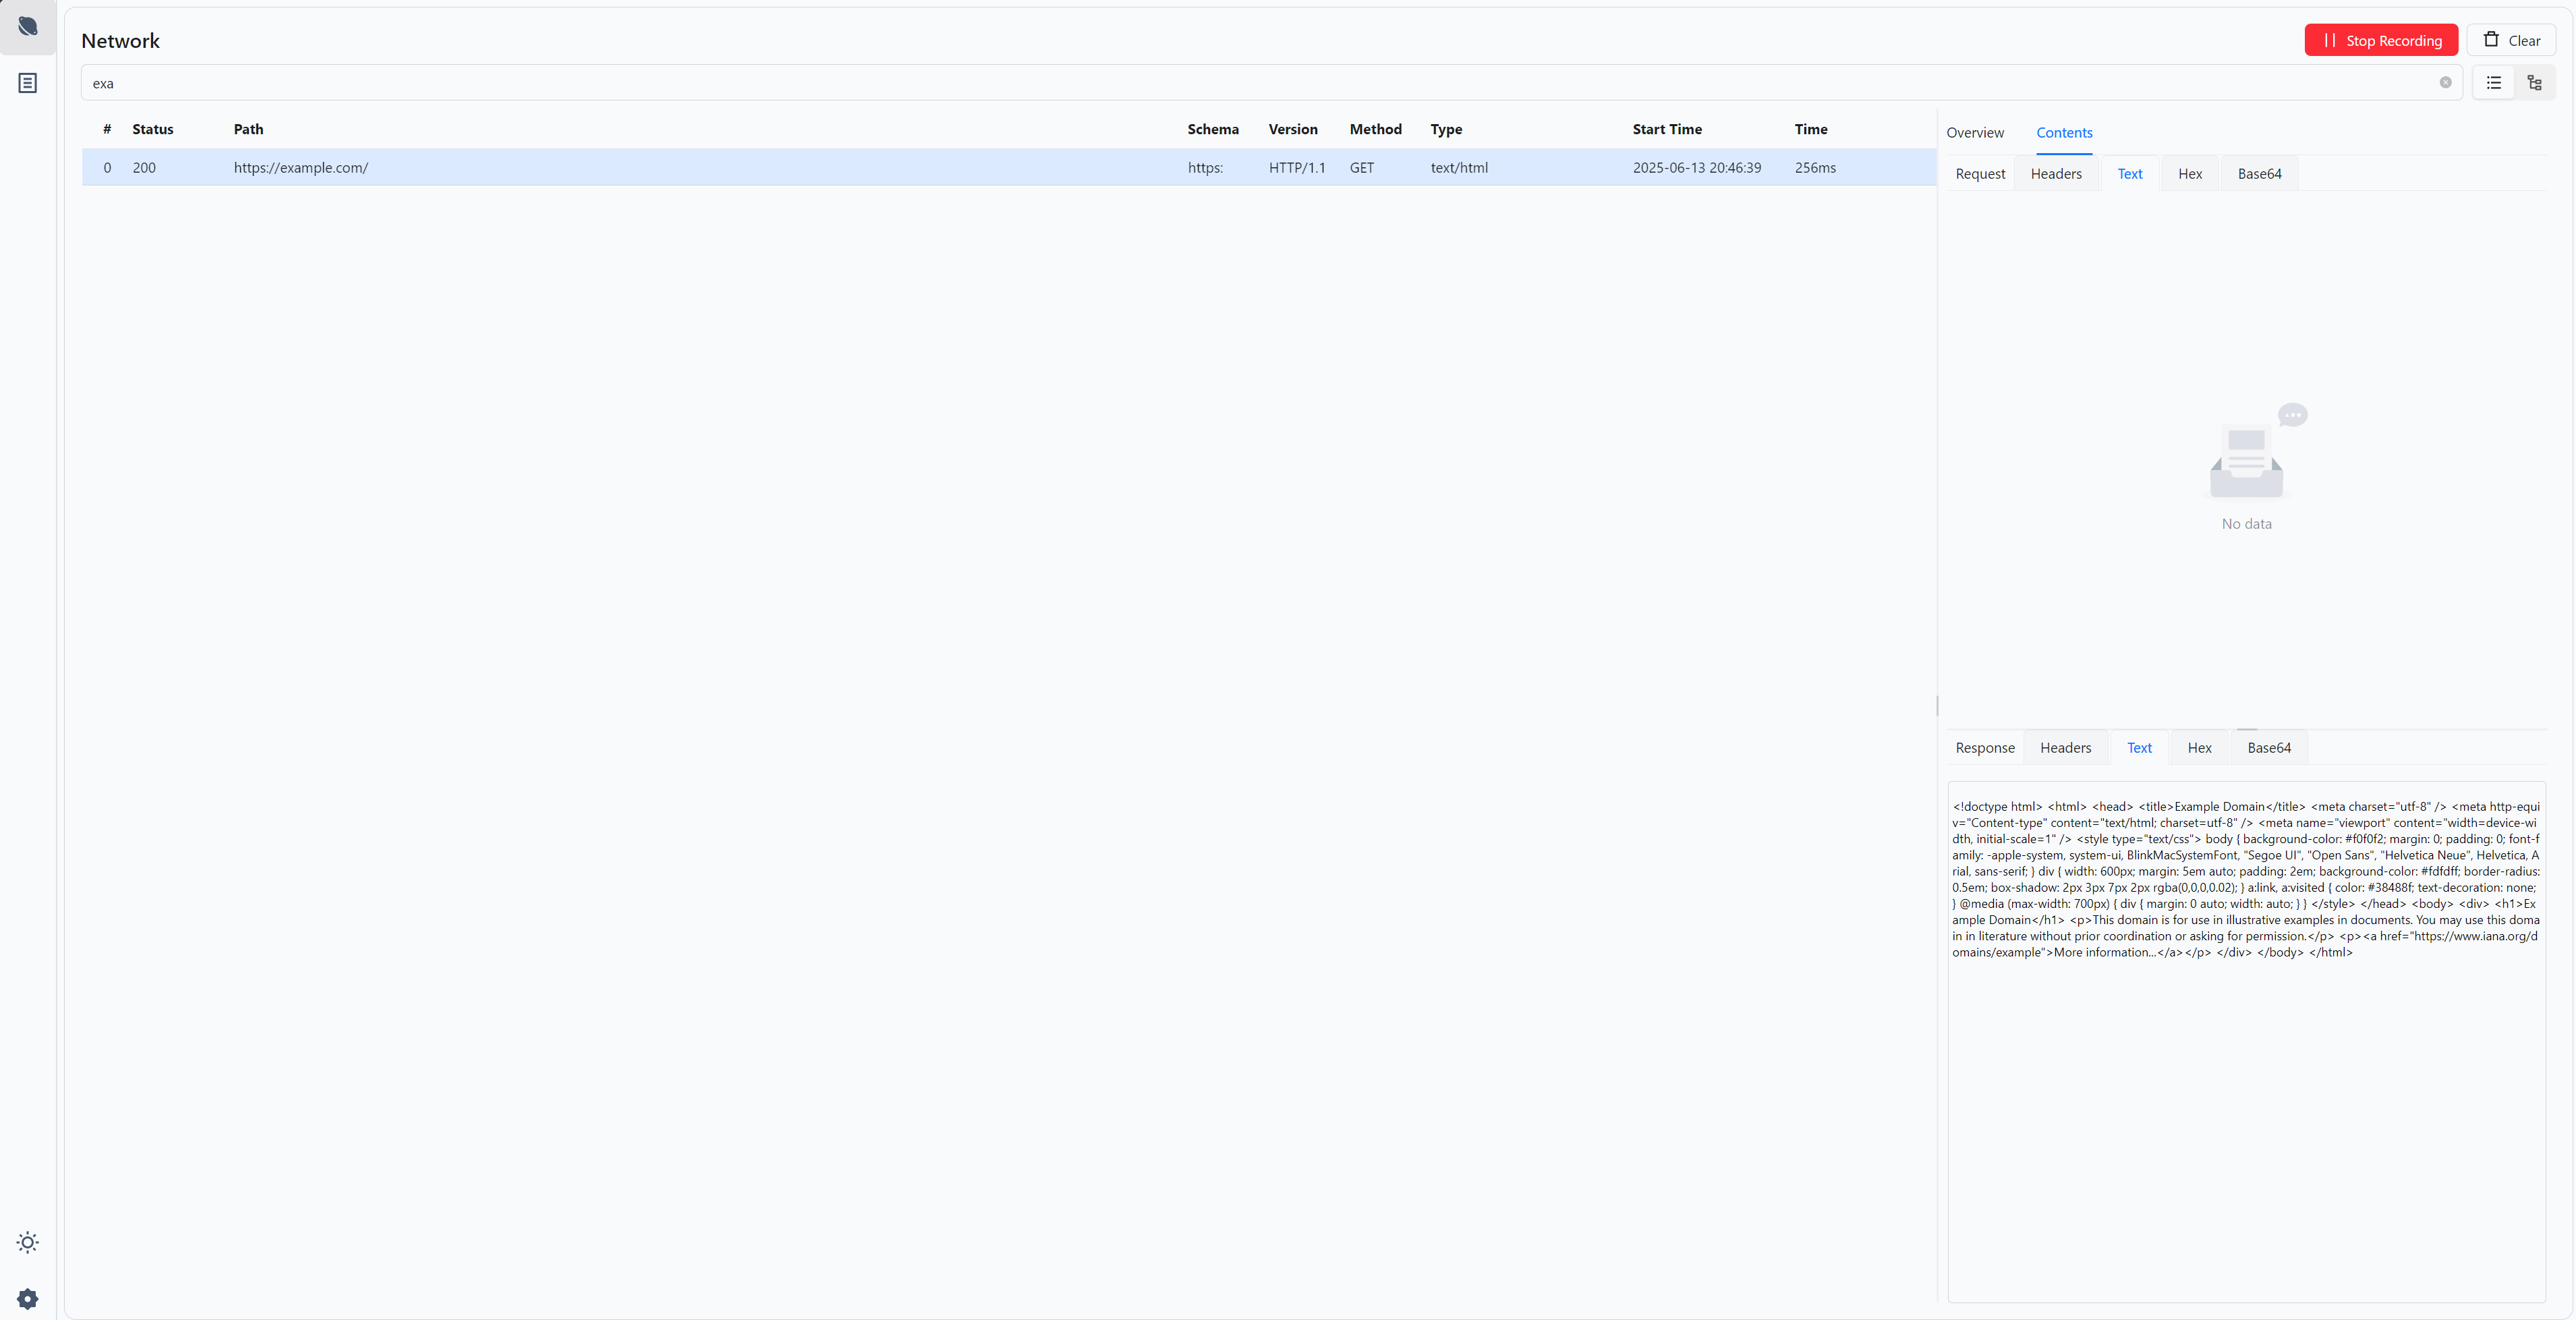 Network
Stop Recording
Clear
exa
# Status Path Schema Version Method Type Start Time Time
0 200 https://example.com/ https: HTTP/1.1 GET text/html 2025-06-13 20:46:39 256ms
Overview Contents
Request Headers Text Hex Base64
No data
Response Headers Text Hex Base64
<!doctype html> <html> <head> <title>Example Domain</title> <meta charset="utf-8" /> <meta http-equi
v="Content-type" content="text/html; charset=utf-8" /> <meta name="viewport" content="width=device-wi
dth, initial-scale=1" /> <style type="text/css"> body { background-color: #f0f0f2; margin: 0; padding: 0; font-f
amily: -apple-system, system-ui, BlinkMacSystemFont, "Segoe UI", "Open Sans", "Helvetica Neue", Helvetica, A
rial, sans-serif; } div { width: 600px; margin: 5em auto; padding: 2em; background-color: #fdfdff; border-radius:
0.5em; box-shadow: 2px 3px 7px 2px rgba(0,0,0,0.02); } a:link, a:visited { color: #38488f; text-decoration: none;
} @media (max-width: 700px) { div { margin: 0 auto; width: auto; } } </style> </head> <body> <div> <h1>Ex
ample Domain</h1> <p>This domain is for use in illustrative examples in documents. You may use this doma
in in literature without prior coordination or asking for permission.</p> <p><a href="https://www.iana.org/d
omains/example">More information...</a></p> </div> </body> </html>